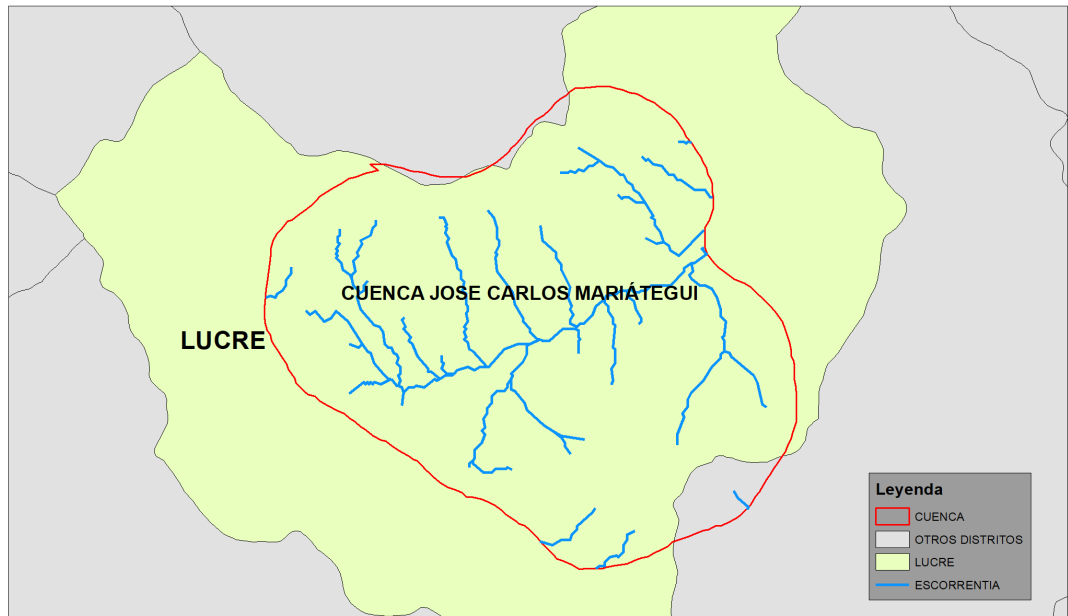 CUENCA JOSE CARLOS MARIÁTEGUI
LUCRE
Leyenda
CUENCA
OTROS DISTRITOS
LUCRE
ESCORRENTIA